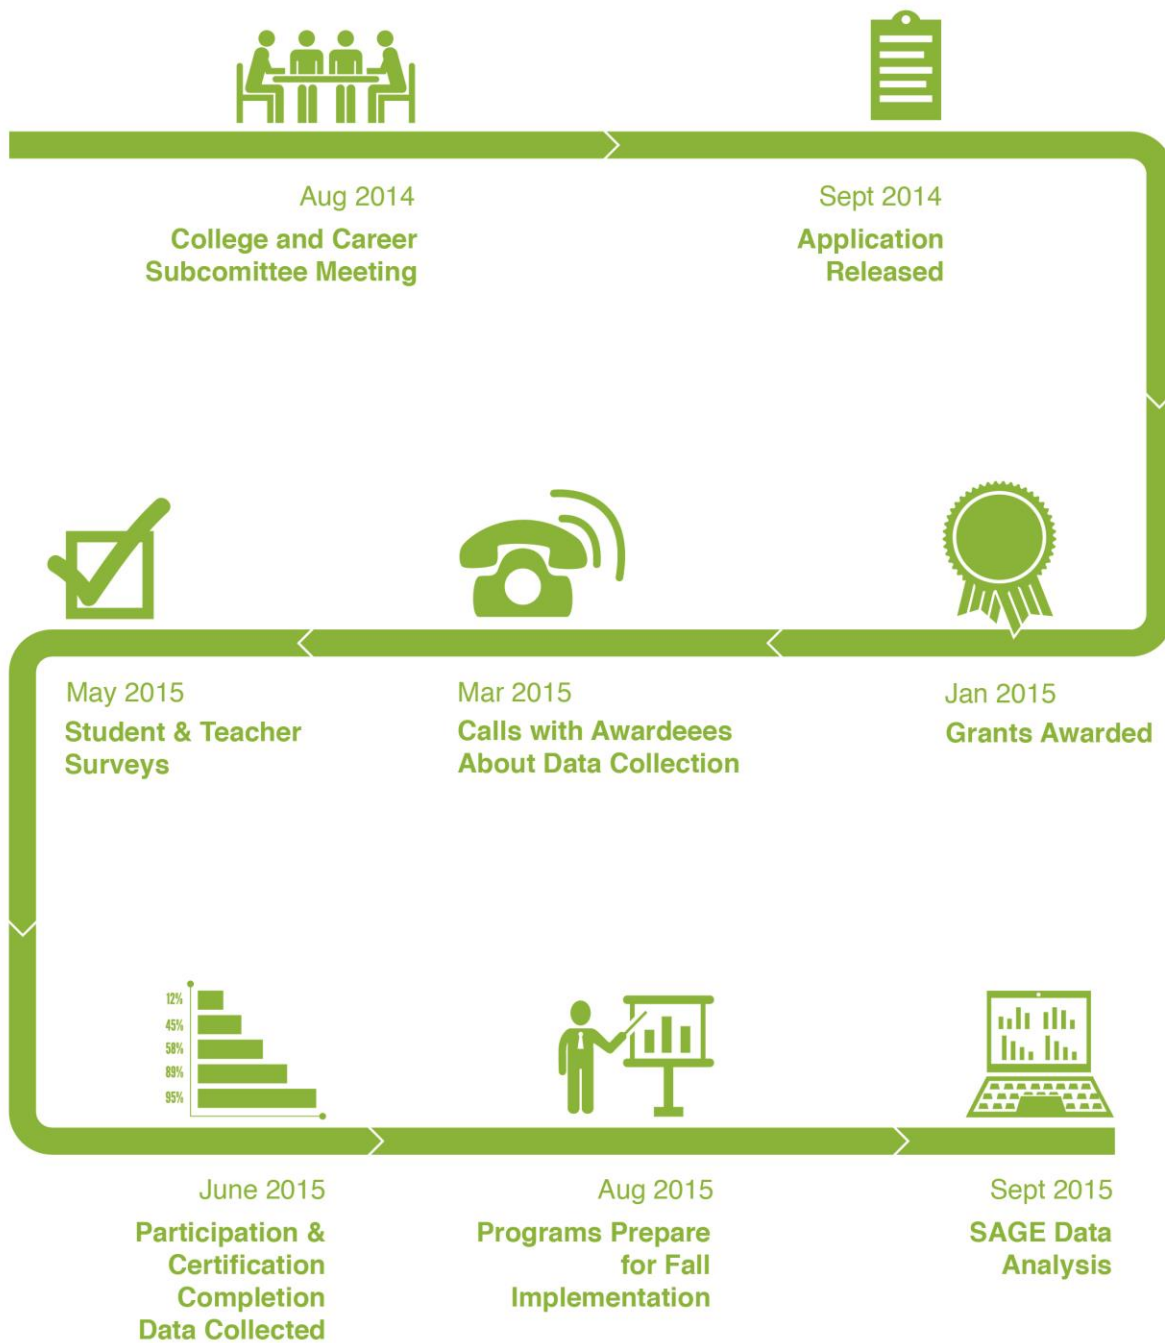 Aug 2014
College and Career
Subcomittee Meeting
Sept 2014
Application
Released
May 2015
Student & Teacher
Surveys
Mar 2015
Calls with Awardeees
About Data Collection
Jan 2015
Grants Awarded
12%
45%
58%
89%
95%
June 2015
Participation &
Certification
Completion
Data Collected
Aug 2015
Programs Prepare
for Fall
Implementation
Sept 2015
SAGE Data
Analysis